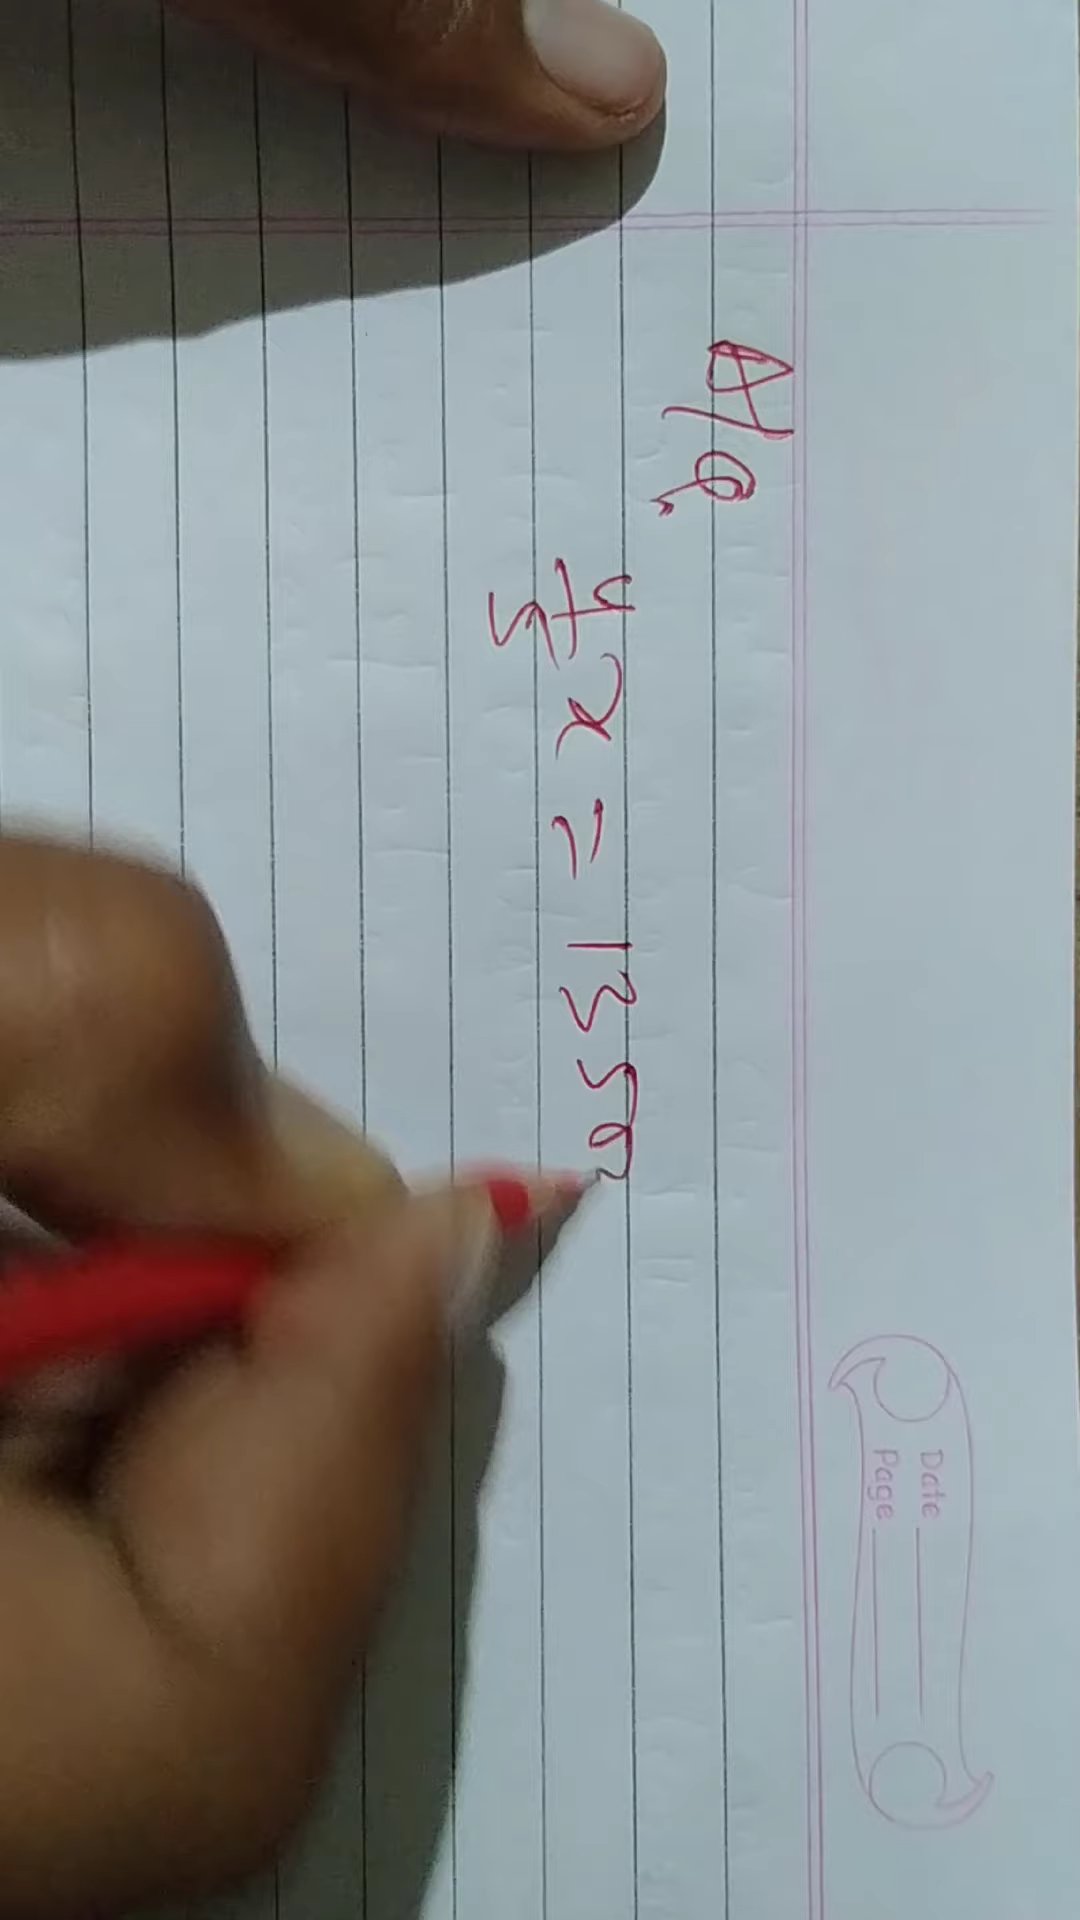 Date
Page
A/Q,
4/5 x = 1350